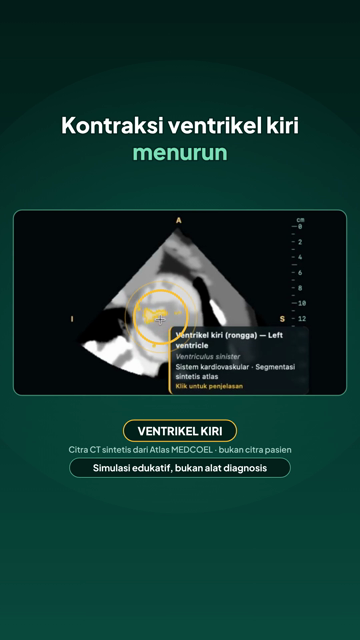 Kontraksi ventrikel kiri
menurun
A
cm
0
2
4
6
8
10
12
I
S
Ventrikel kiri (rongga) — Left
ventricle
Ventriculus sinister
Sistem kardiovaskular · Segmentasi
sintetis atlas
Klik untuk penjelasan
VENTRIKEL KIRI
Citra CT sintetis dari Atlas MEDCOEL · bukan citra pasien
Simulasi edukatif, bukan alat diagnosis